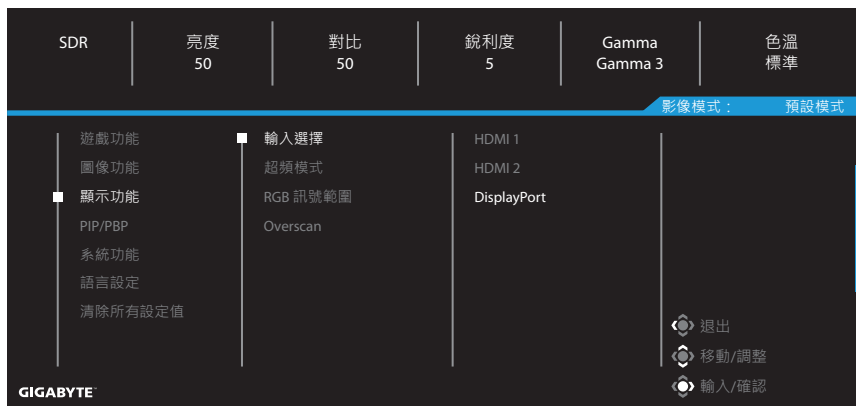 SDR 亮度 對比 銳利度 Gamma 色溫
50 50 5 Gamma 3 標準
影像模式： 預設模式
遊戲功能 輸入選擇 HDMI 1
圖像功能 超頻模式 HDMI 2
顯示功能 RGB 訊號範圍 DisplayPort
PIP/PBP Overscan
系統功能
語言設定
清除所有設定值
退出
移動/調整
GIGABYTE™ 輸入/確認